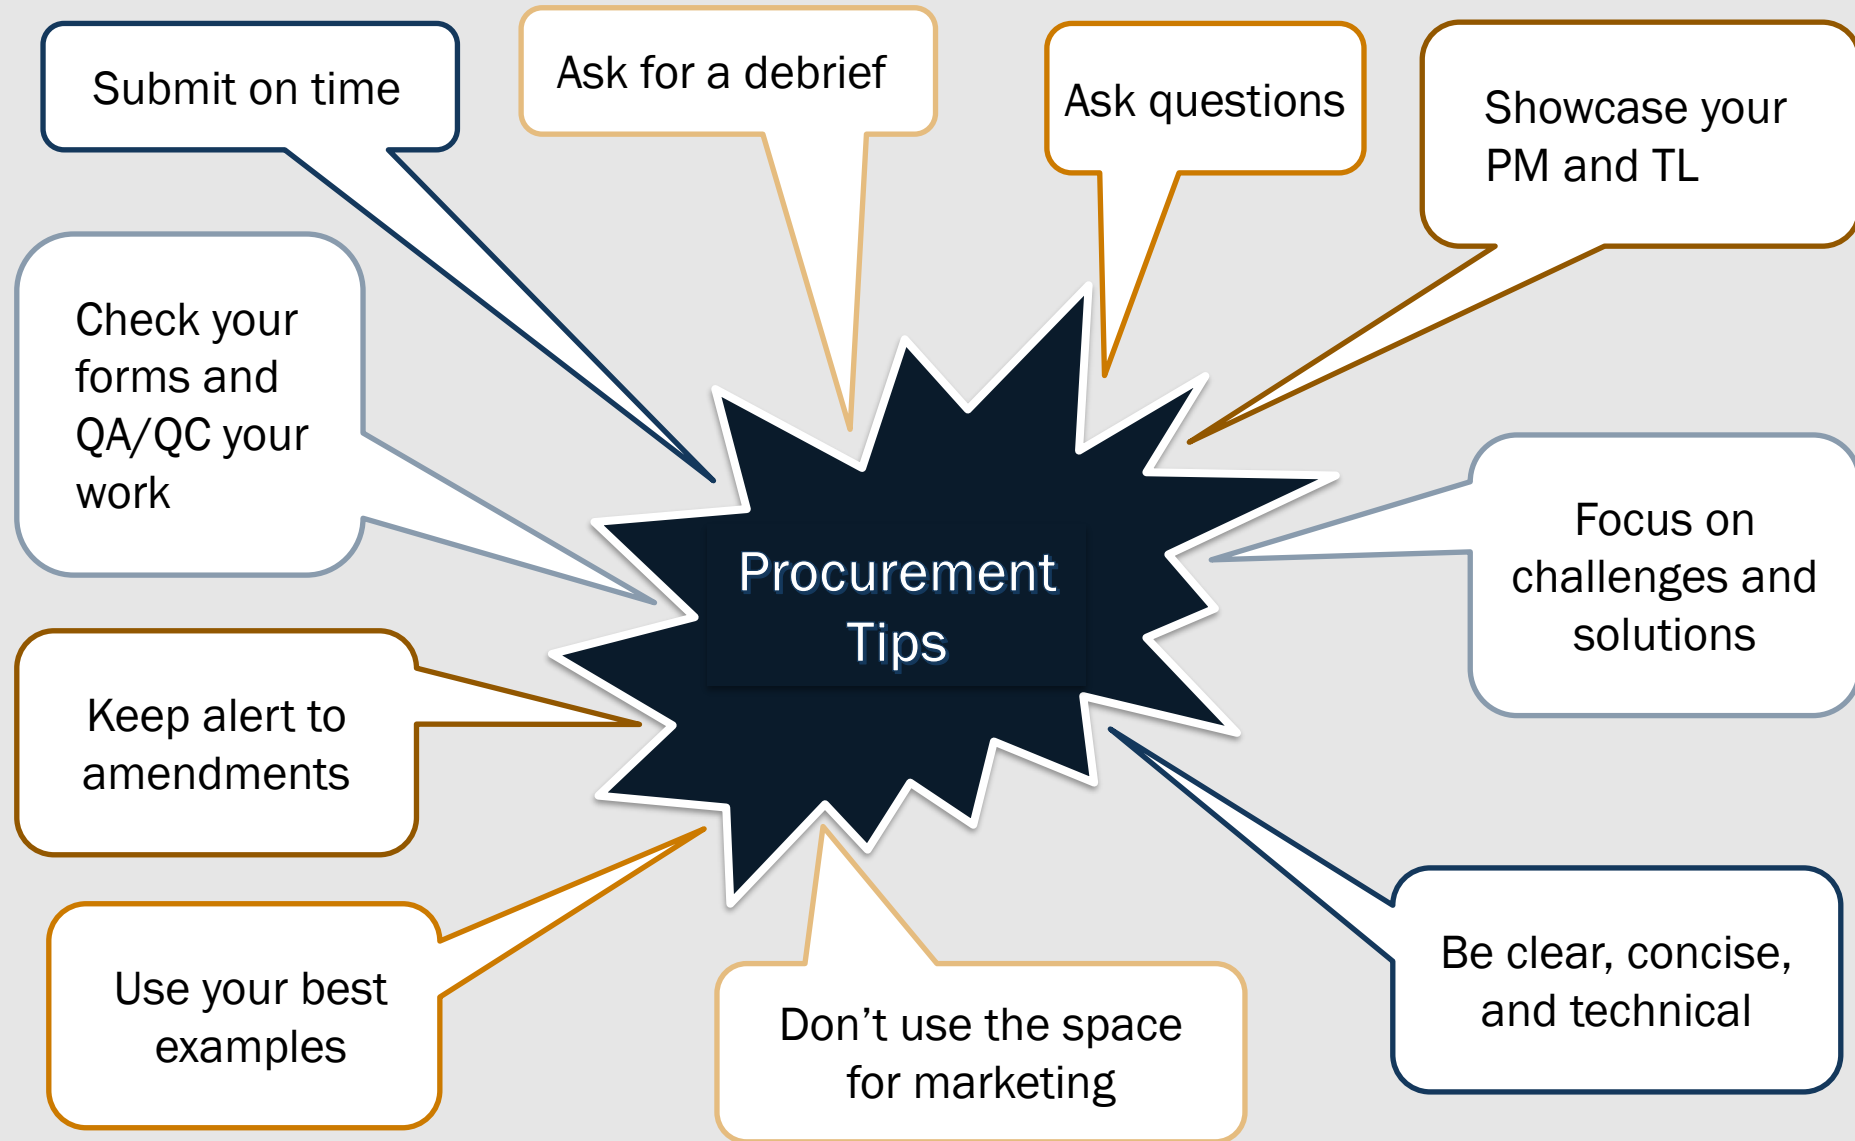 Submit on time
Ask for a debrief
Ask questions
Showcase your
PM and TL
Check your
forms and
QA/QC your
work
Focus on
challenges and
solutions
Procurement
Tips
Keep alert to
amendments
Be clear, concise,
and technical
Use your best
examples
Don’t use the space
for marketing